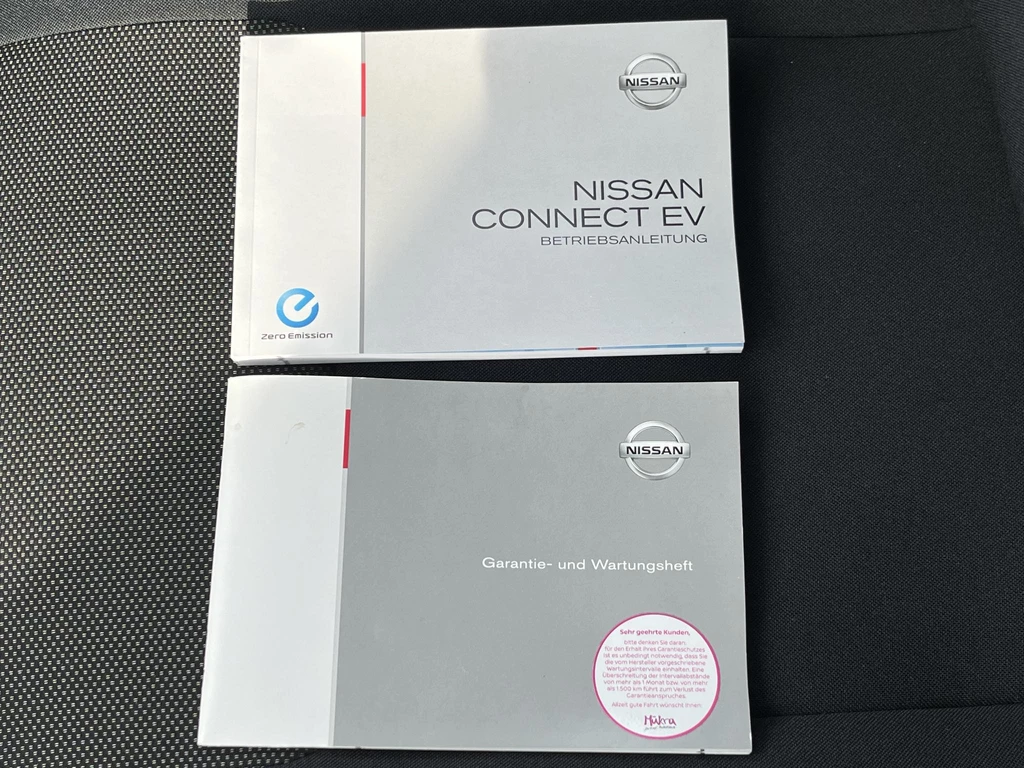 NISSAN
NISSAN
CONNECT EV
BETRIEBSANLEITUNG
Zero Emission
NISSAN
Garantie- und Wartungsheft
Sehr geehrte Kunden,
bitte denken Sie daran,
für den Erhalt Ihres Garantieschutzes
ist es unbedingt notwendig, dass Sie
die vom Hersteller vorgeschriebene
Wartungsintervalle einhalten. Eine
Überschreitung der Intervallabstände
von mehr als 1 Monat bzw. von mehr
als 1.500 km führt zum Verlust des
Garantieanspruches.
Allzeit gute Fahrt wünscht Ihnen: